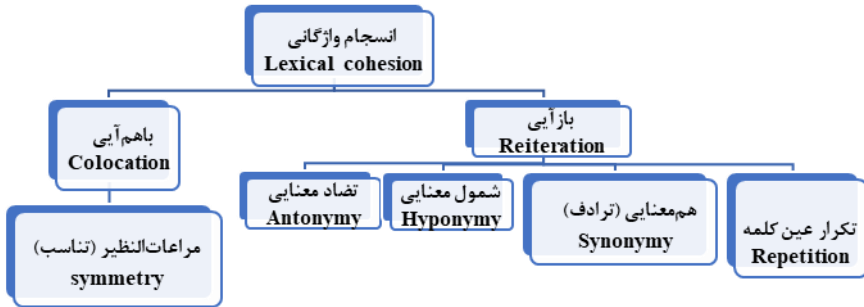 انسجام واژگانی
Lexical cohesion
بازآیی
Reiteration
باهم‌آیی
Colocation
تکرار عین کلمه
Repetition
هم‌معنایی (ترادف)
Synonymy
شمول معنایی
Hyponymy
تضاد معنایی
Antonymy
مراعات‌النظیر (تناسب)
symmetry